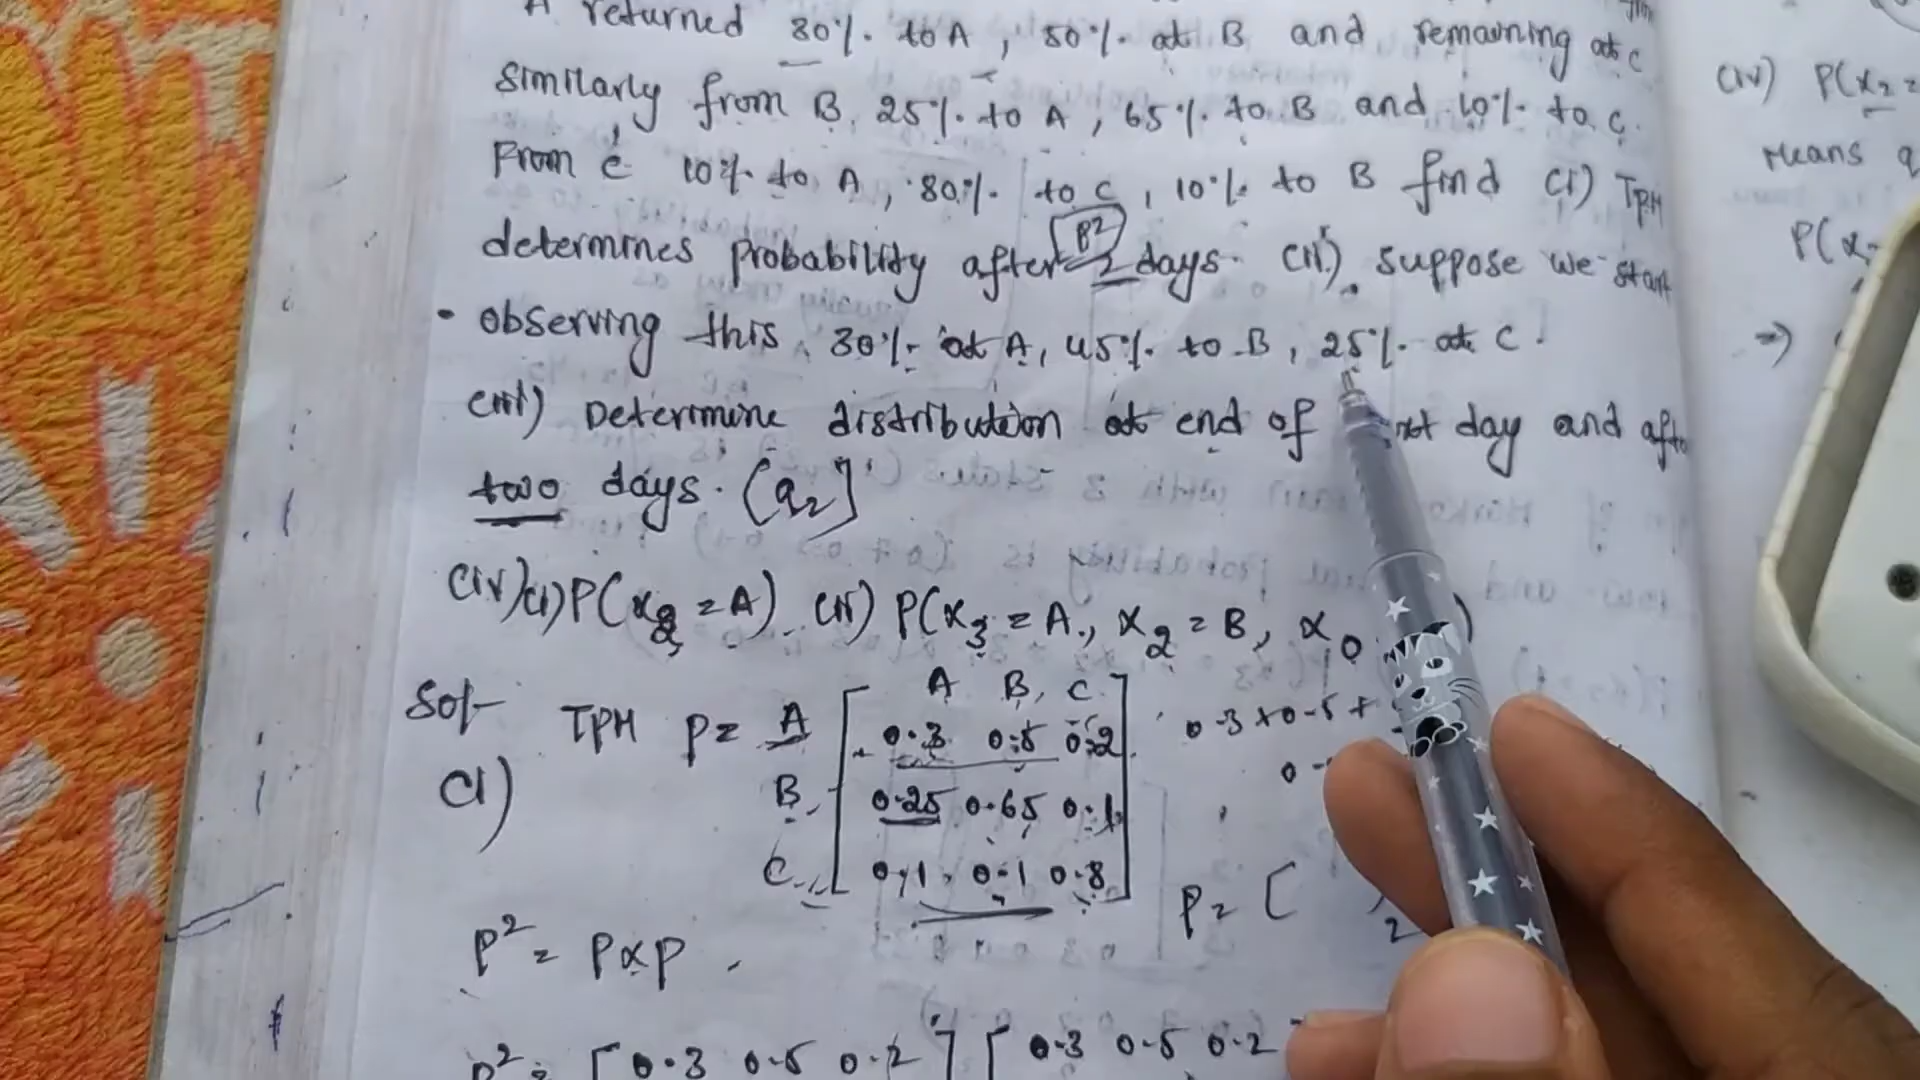 A returned 30%. to A, 50%. at B and remaining at C
Similarly from B, 25%. to A, 65%. to B and 10%. to C.
From C 10%. to A, 80%. to C, 10%. to B find (i) TPM
determines probability after 2 days. (ii) suppose we start
P²
observing this 30%. at A, 45%. to B, 25%. at C.
(iii) Determine distribution at end of day and
two days. [a₂]
(iv) (i) P(x₂ = A). (ii) P(x₃ = A, x₂ = B, x₀ )
Sol-
TPM P = A B C
A 0.3 0.5 0.2
B 0.25 0.65 0.1
C 0.1 0.1 0.8
(i)
0.3 + 0.5 +
P = [
P² = P x P
P² = [ 0.3 0.5 0.2 ] [ 0.3 0.5 0.2
(iv) P(x₂ =
Means
P(x
⇒